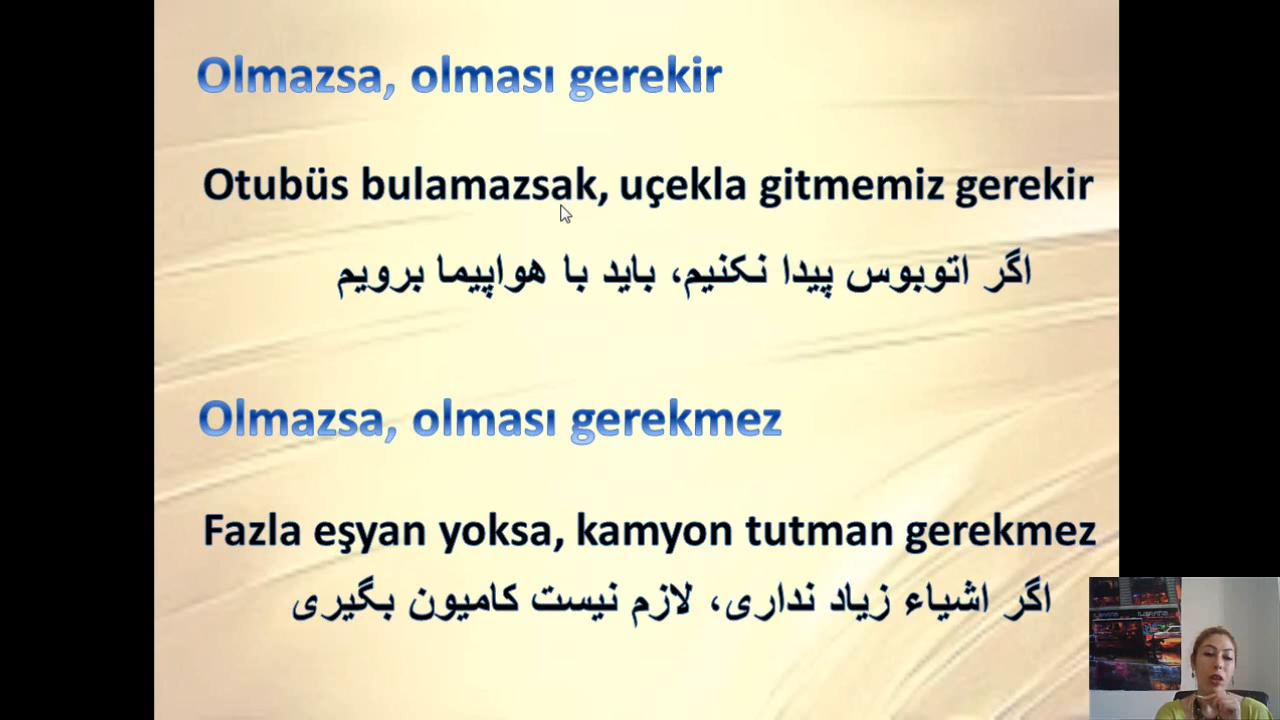 Olmazsa, olması gerekir
Otubüs bulamazsak, uçekla gitmemiz gerekir
اگر اتوبوس پیدا نکنیم، باید با هواپیما برویم
Olmazsa, olması gerekmez
Fazla eşyan yoksa, kamyon tutman gerekmez
اگر اشیاء زیاد نداری، لازم نیست کامیون بگیری